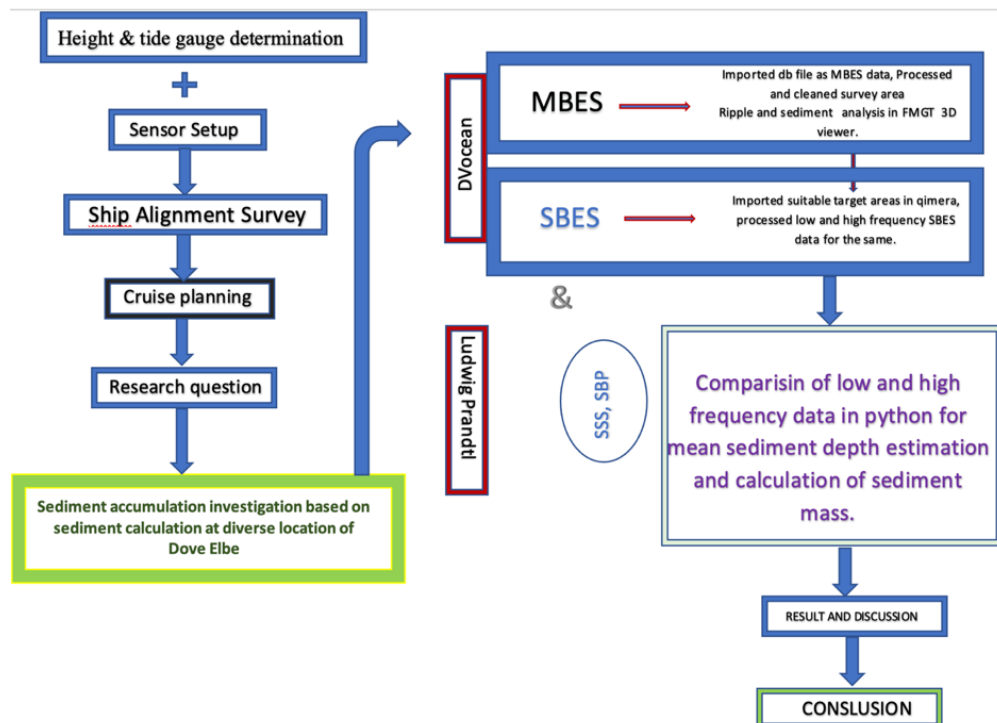 Height & tide gauge determination
+
Sensor Setup
Ship Alignment Survey
Cruise planning
Research question
Sediment accumulation investigation based on
sediment calculation at diverse location of
Dove Elbe
DVocean
MBES
Imported db file as MBES data, Processed
and cleaned survey area
Ripple and sediment analysis in FMGT 3D
viewer.
SBES
Imported suitable target areas in qimera,
processed low and high frequency SBES
data for the same.
&
Ludwig Prandtl
SSS, SBP
Comparisin of low and high
frequency data in python for
mean sediment depth estimation
and calculation of sediment
mass.
RESULT AND DISCUSSION
CONSLUSION